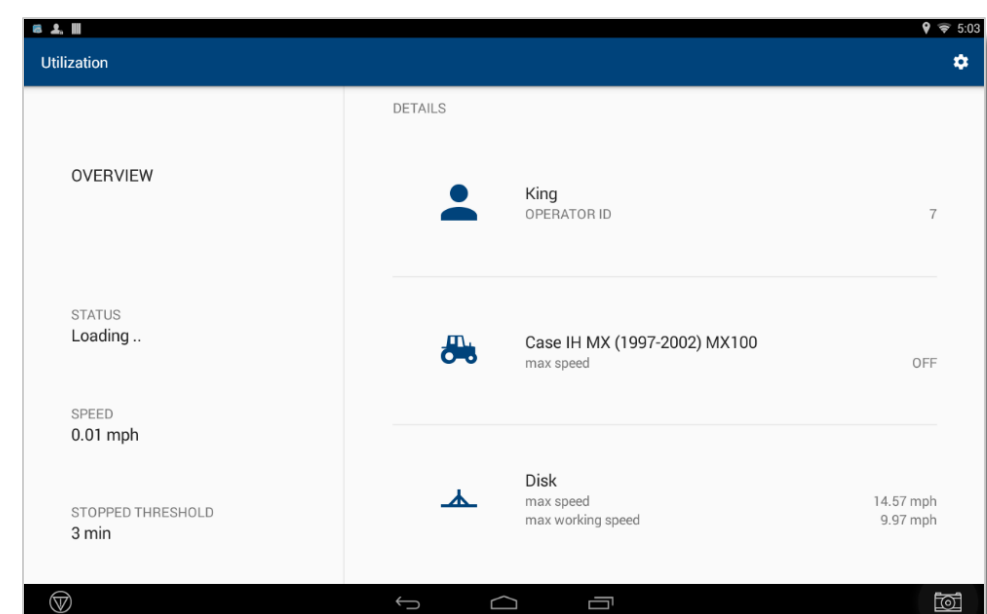 5:03
Utilization
OVERVIEW
STATUS
Loading ..
SPEED
0.01 mph
STOPPED THRESHOLD
3 min
DETAILS
King
OPERATOR ID 7
Case IH MX (1997-2002) MX100
max speed OFF
Disk
max speed 14.57 mph
max working speed 9.97 mph